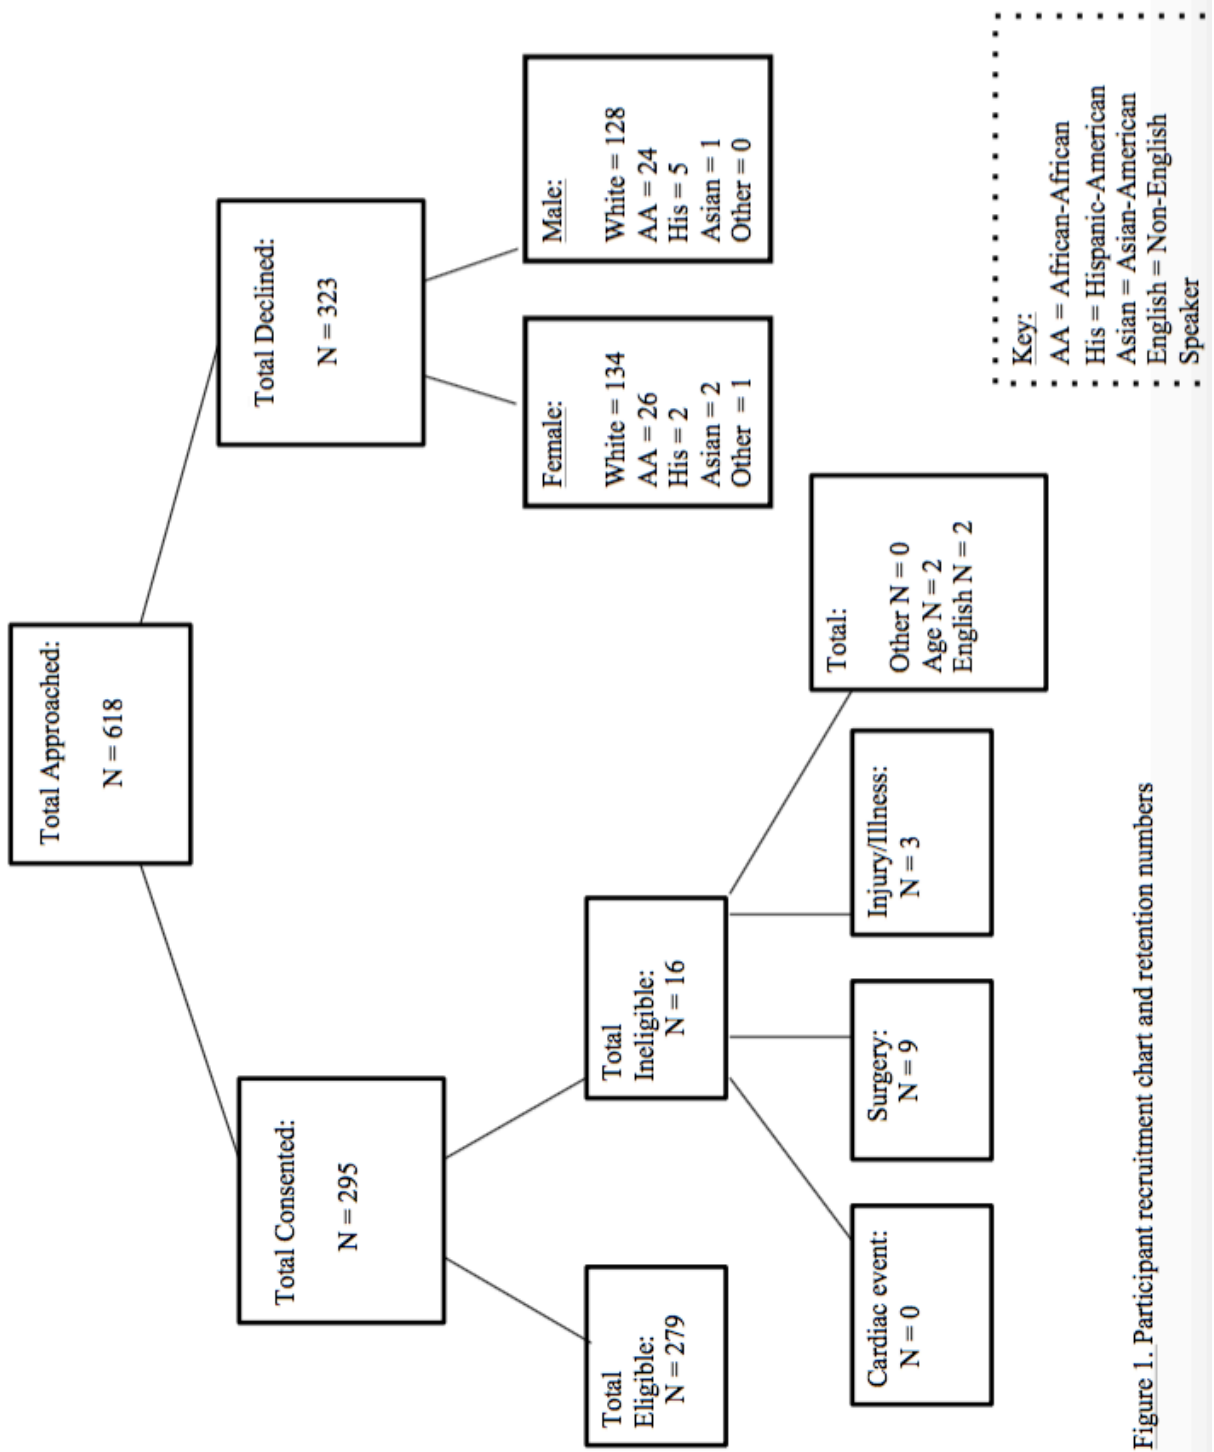 Total Approached:
N = 618
Total Consented:
N = 295
Total Declined:
N = 323
Total
Eligible:
N = 279
Total
Ineligible:
N = 16
Female:
White = 134
AA = 26
His = 2
Asian = 2
Other = 1
Male:
White = 128
AA = 24
His = 5
Asian = 1
Other = 0
Cardiac event:
N = 0
Surgery:
N = 9
Injury/Illness:
N = 3
Total:
Other N = 0
Age N = 2
English N = 2
Key:
AA = African-African
His = Hispanic-American
Asian = Asian-American
English = Non-English
Speaker
Figure 1. Participant recruitment chart and retention numbers